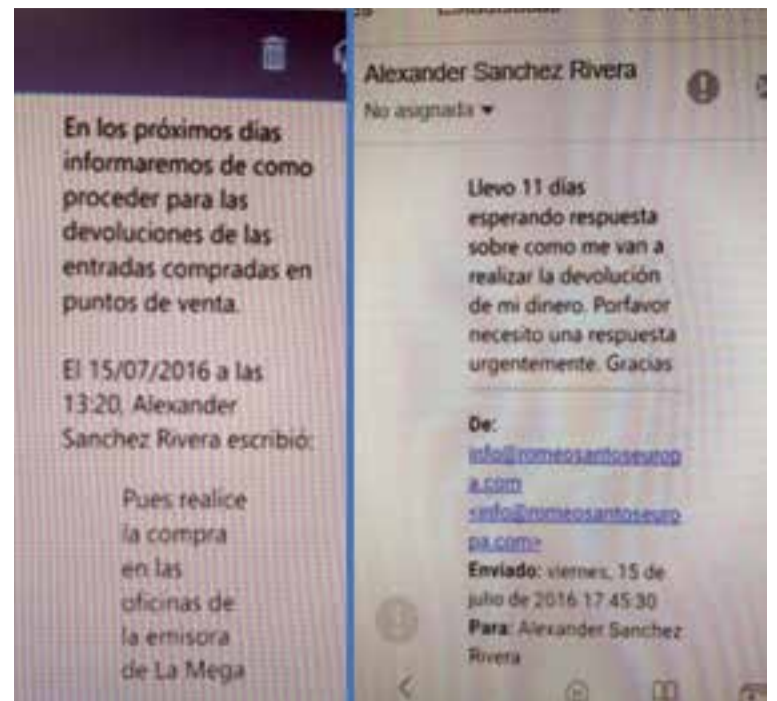 En los próximos días
informaremos de como
proceder para las
devoluciones de las
entradas compradas en
puntos de venta.
El 15/07/2016 a las
13:20, Alexander
Sanchez Rivera escribió:
Pues realice
la compra
en las
oficinas de
la emisora
de La Mega
Alexander Sanchez Rivera
No asignada
Llevo 11 días
esperando respuesta
sobre como me van a
realizar la devolución
de mi dinero. Porfavor
necesito una respuesta
urgentemente. Gracias
De:
info@romeosantoseurop
a.com
<info@romeosantoseuro
pa.com>
Enviado: viernes, 15 de
julio de 2016 17:45:30
Para: Alexander Sanchez
Rivera